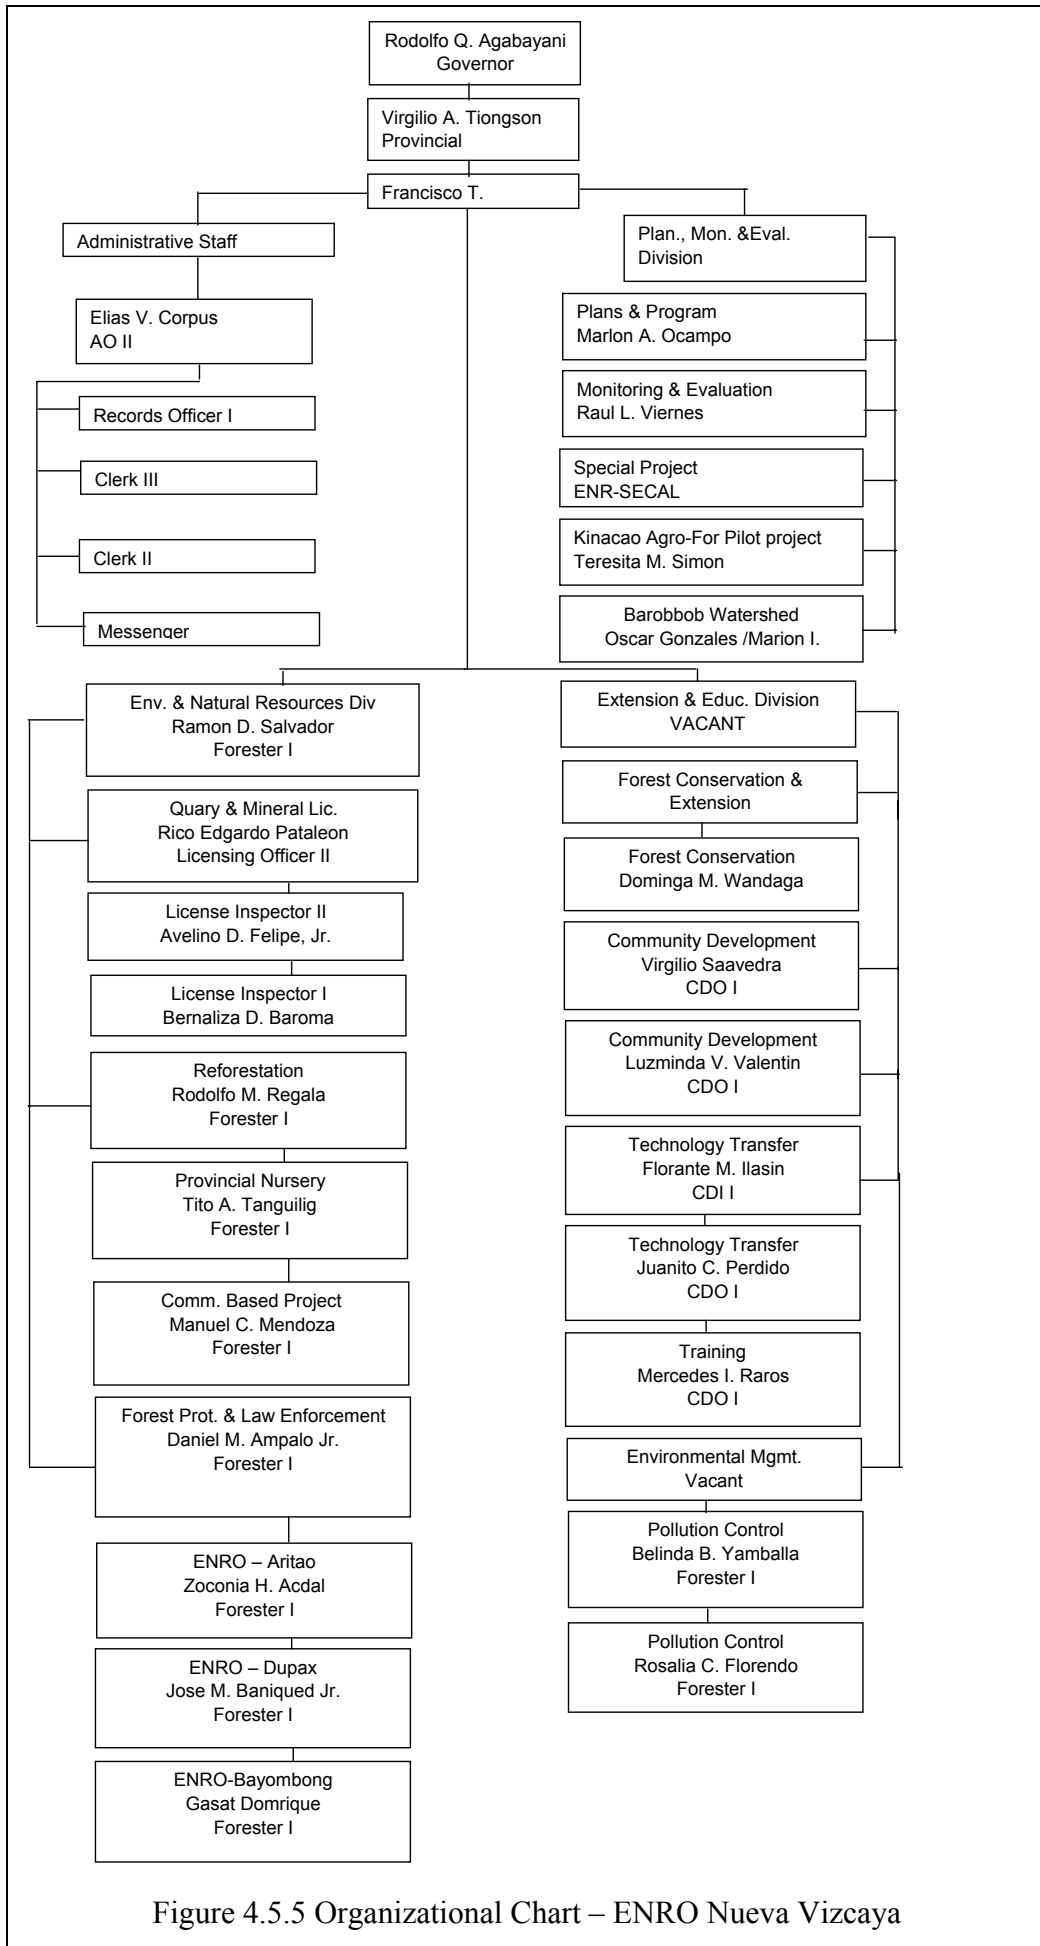 Rodolfo Q. Agabayani
Governor
Virgilio A. Tiongson
Provincial
Francisco T.
Administrative Staff
Elias V. Corpus
AO II
Records Officer I
Clerk III
Clerk II
Messenger
Plan., Mon. &Eval.
Division
Plans & Program
Marlon A. Ocampo
Monitoring & Evaluation
Raul L. Viernes
Special Project
ENR-SECAL
Kinacao Agro-For Pilot project
Teresita M. Simon
Barobbob Watershed
Oscar Gonzales /Marion I.
Env. & Natural Resources Div
Ramon D. Salvador
Forester I
Quary & Mineral Lic.
Rico Edgardo Pataleon
Licensing Officer II
License Inspector II
Avelino D. Felipe, Jr.
License Inspector I
Bernaliza D. Baroma
Reforestation
Rodolfo M. Regala
Forester I
Provincial Nursery
Tito A. Tanguilig
Forester I
Comm. Based Project
Manuel C. Mendoza
Forester I
Forest Prot. & Law Enforcement
Daniel M. Ampalo Jr.
Forester I
ENRO – Aritao
Zoconia H. Acdal
Forester I
ENRO – Dupax
Jose M. Baniqued Jr.
Forester I
ENRO-Bayombong
Gasat Domrique
Forester I
Extension & Educ. Division
VACANT
Forest Conservation &
Extension
Forest Conservation
Dominga M. Wandaga
Community Development
Virgilio Saavedra
CDO I
Community Development
Luzminda V. Valentin
CDO I
Technology Transfer
Florante M. Ilasin
CDI I
Technology Transfer
Juanito C. Perdido
CDO I
Training
Mercedes I. Raros
CDO I
Environmental Mgmt.
Vacant
Pollution Control
Belinda B. Yamballa
Forester I
Pollution Control
Rosalia C. Florendo
Forester I
Figure 4.5.5 Organizational Chart – ENRO Nueva Vizcaya